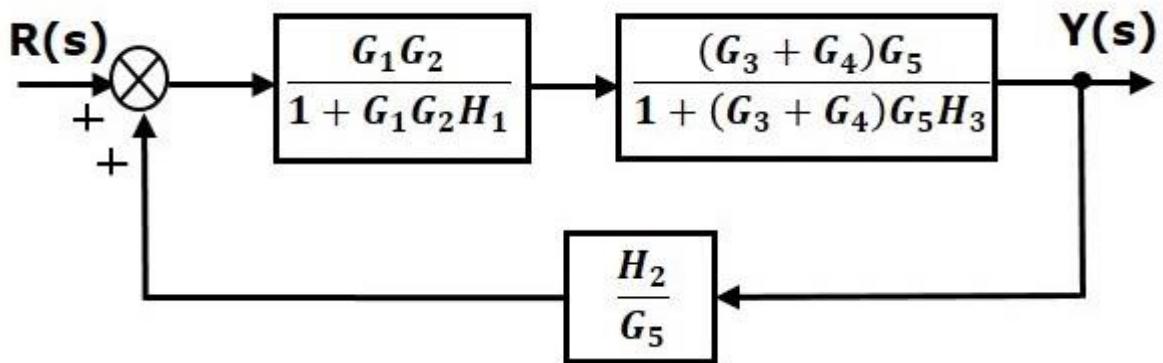 R(s)
+
+
G₁G₂
1 + G₁G₂H₁
(G₃ + G₄)G₅
1 + (G₃ + G₄)G₅H₃
Y(s)
H₂
G₅